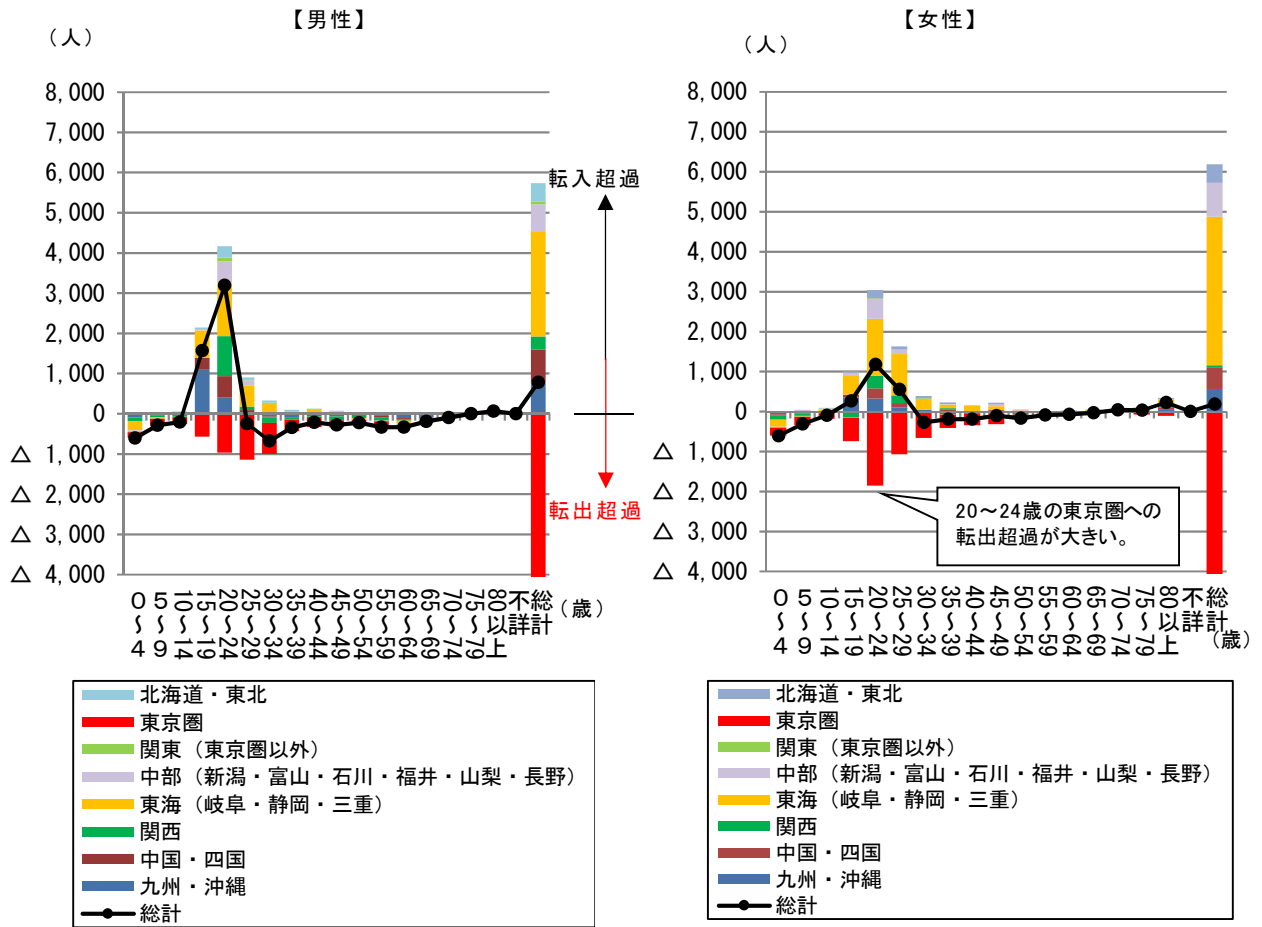 【男性】
(人)
8,000
7,000
6,000
5,000
4,000
3,000
2,000
1,000
0
△ 1,000
△ 2,000
△ 3,000
△ 4,000
0～4
5～9
10～14
15～19
20～24
25～29
30～34
35～39
40～44
45～49
50～54
55～59
60～64
65～69
70～74
75～79
80以上
不詳
総計
(歳)
転入超過
転出超過
北海道・東北
東京圏
関東（東京圏以外）
中部（新潟・富山・石川・福井・山梨・長野）
東海（岐阜・静岡・三重）
関西
中国・四国
九州・沖縄
総計
【女性】
(人)
8,000
7,000
6,000
5,000
4,000
3,000
2,000
1,000
0
△ 1,000
△ 2,000
△ 3,000
△ 4,000
20～24歳の東京圏への
転出超過が大きい。
0～4
5～9
10～14
15～19
20～24
25～29
30～34
35～39
40～44
45～49
50～54
55～59
60～64
65～69
70～74
75～79
80以上
不詳
総計
(歳)
北海道・東北
東京圏
関東（東京圏以外）
中部（新潟・富山・石川・福井・山梨・長野）
東海（岐阜・静岡・三重）
関西
中国・四国
九州・沖縄
総計